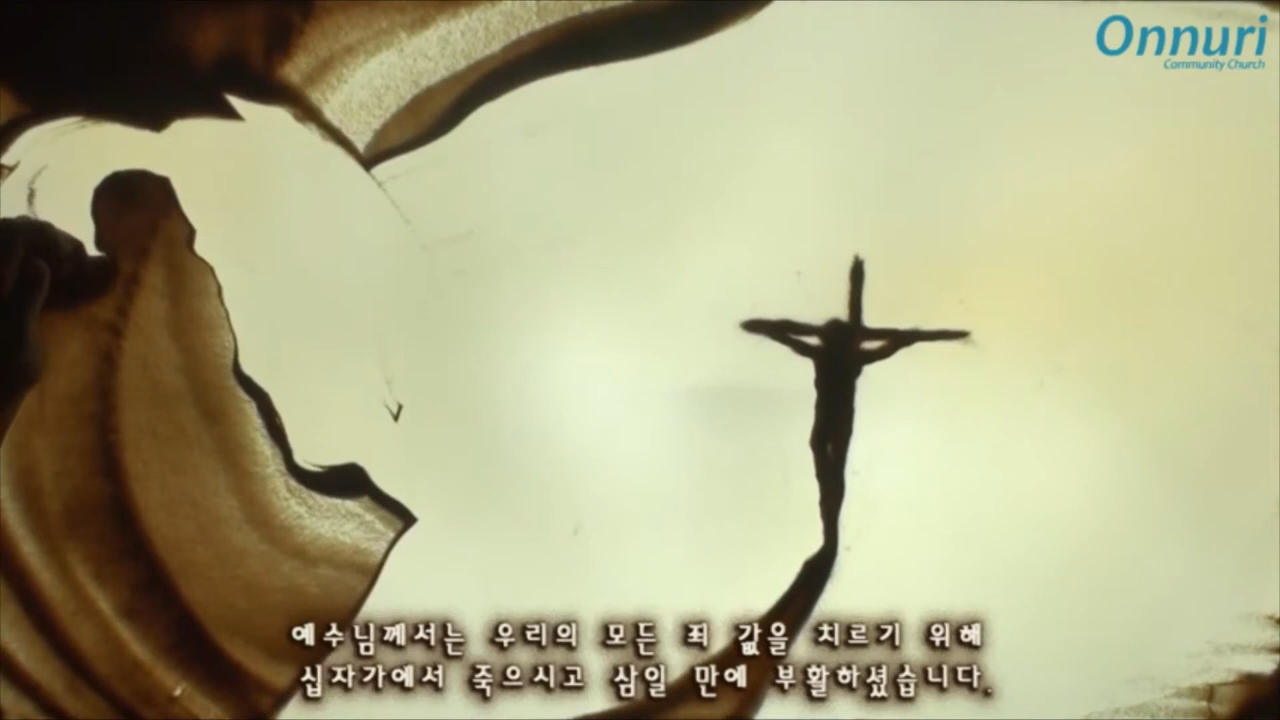 Onnuri
Community Church
예수님께서는 우리의 모든 죄 값을 치르기 위해
십자가에서 죽으시고 삼일 만에 부활하셨습니다.